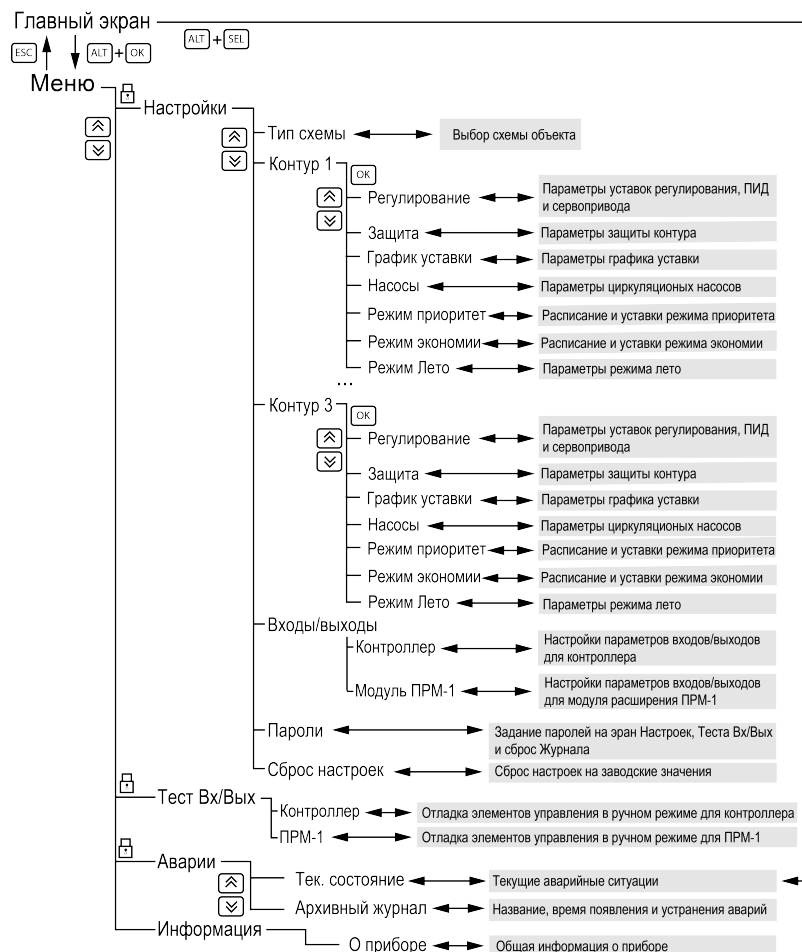 Главный экран
ESC
ALT + OK
ALT + SEL
Меню
Настройки
Тип схемы Выбор схемы объекта
Контур 1
OK
Регулирование Параметры уставок регулирования, ПИД
и сервопривода
Защита Параметры защиты контура
График уставки Параметры графика уставки
Насосы Параметры циркуляционых насосов
Режим приоритет Расписание и уставки режима приоритета
Режим экономии Расписание и уставки режима экономии
Режим Лето Параметры режима лето
...
Контур 3
OK
Регулирование Параметры уставок регулирования, ПИД
и сервопривода
Защита Параметры защиты контура
График уставки Параметры графика уставки
Насосы Параметры циркуляционых насосов
Режим приоритет Расписание и уставки режима приоритета
Режим экономии Расписание и уставки режима экономии
Режим Лето Параметры режима лето
Входы/выходы
Контроллер Настройки параметров входов/выходов
для контроллера
Модуль ПРМ-1 Настройки параметров входов/выходов
для модуля расширения ПРМ-1
Пароли Задание паролей на эран Настроек, Теста Вх/Вых
и сброс Журнала
Сброс настроек Сброс настроек на заводские значения
Тест Вх/Вых
Контроллер Отладка элементов управления в ручном режиме для контроллера
ПРМ-1 Отладка элементов управления в ручном режиме для ПРМ-1
Аварии
Тек. состояние Текущие аварийные ситуации
Архивный журнал Название, время появления и устранения аварий
Информация
О приборе Общая информация о приборе